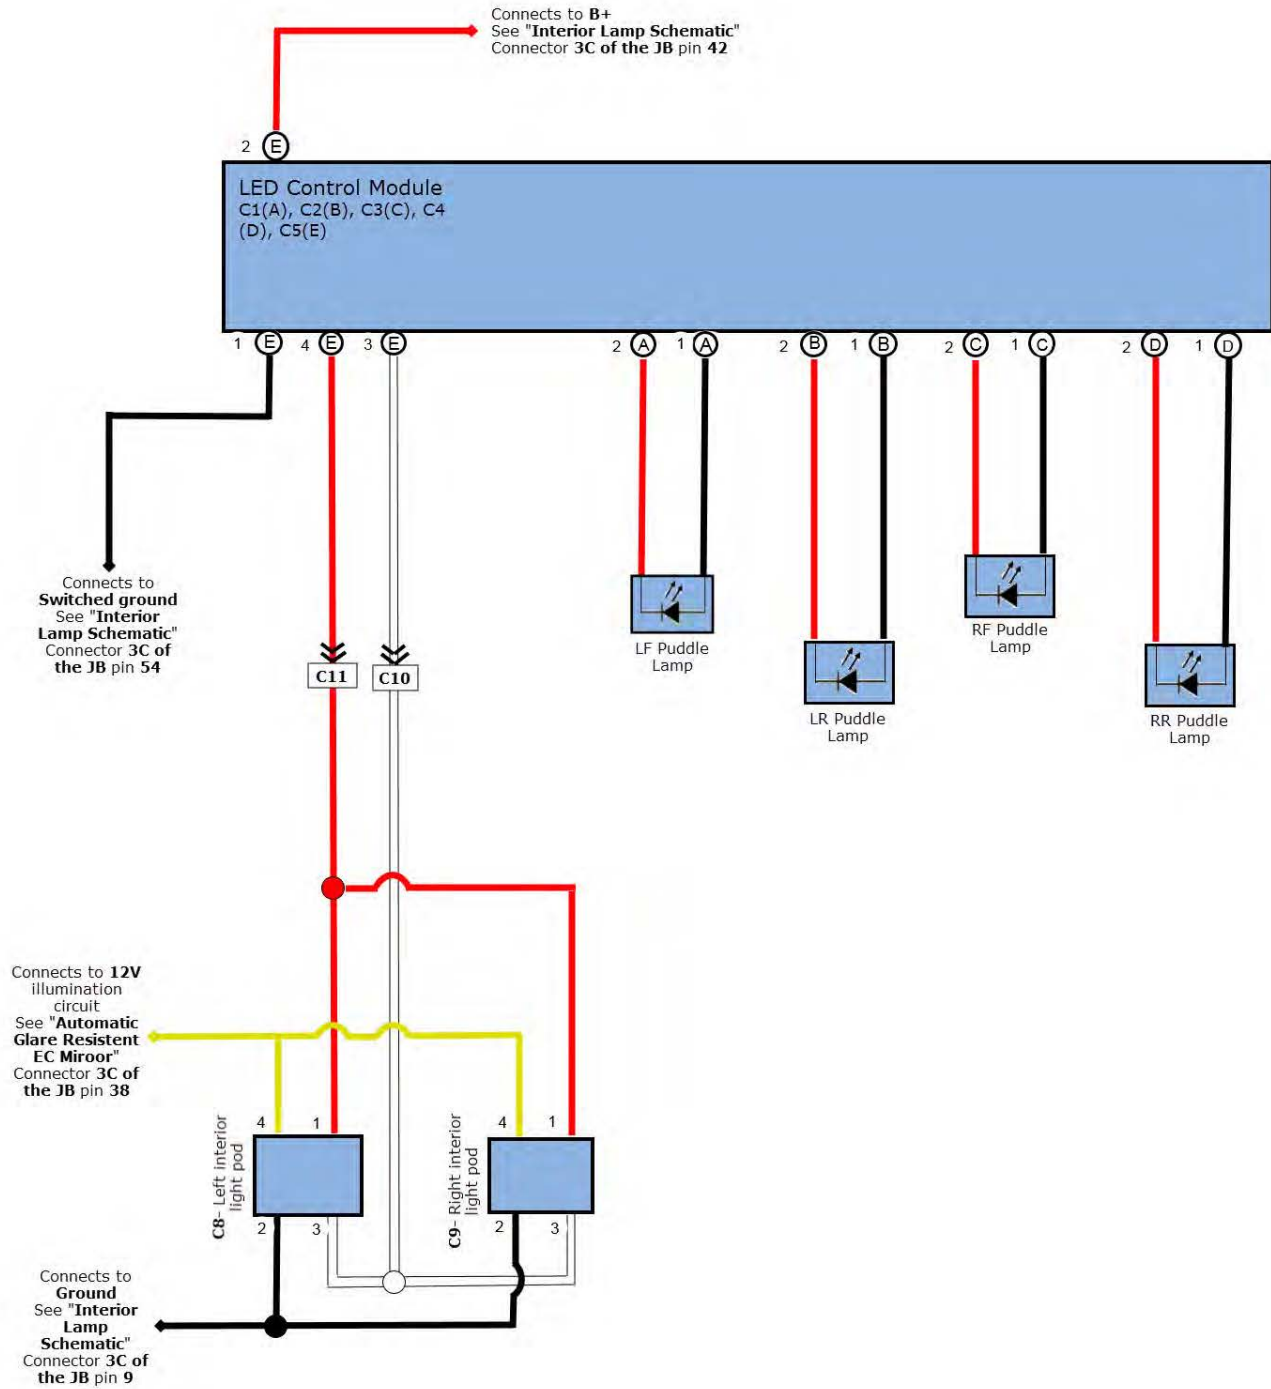 Connects to B+
See "Interior Lamp Schematic"
Connector 3C of the JB pin 42
2 E
LED Control Module
C1(A), C2(B), C3(C), C4
(D), C5(E)
1 E 4 E 3 E 2 A 1 A 2 B 1 B 2 C 1 C 2 D 1 D
Connects to
Switched ground
See "Interior
Lamp Schematic"
Connector 3C of
the JB pin 54
LF Puddle
Lamp
LR Puddle
Lamp
RF Puddle
Lamp
RR Puddle
Lamp
C11
C10
Connects to 12V
illumination
circuit
See "Automatic
Glare Resistent
EC Miroor"
Connector 3C of
the JB pin 38
4 1
C8- Left interior
light pod
2 3
4 1
C9- Right interior
light pod
2 3
Connects to
Ground
See "Interior
Lamp
Schematic"
Connector 3C of
the JB pin 9